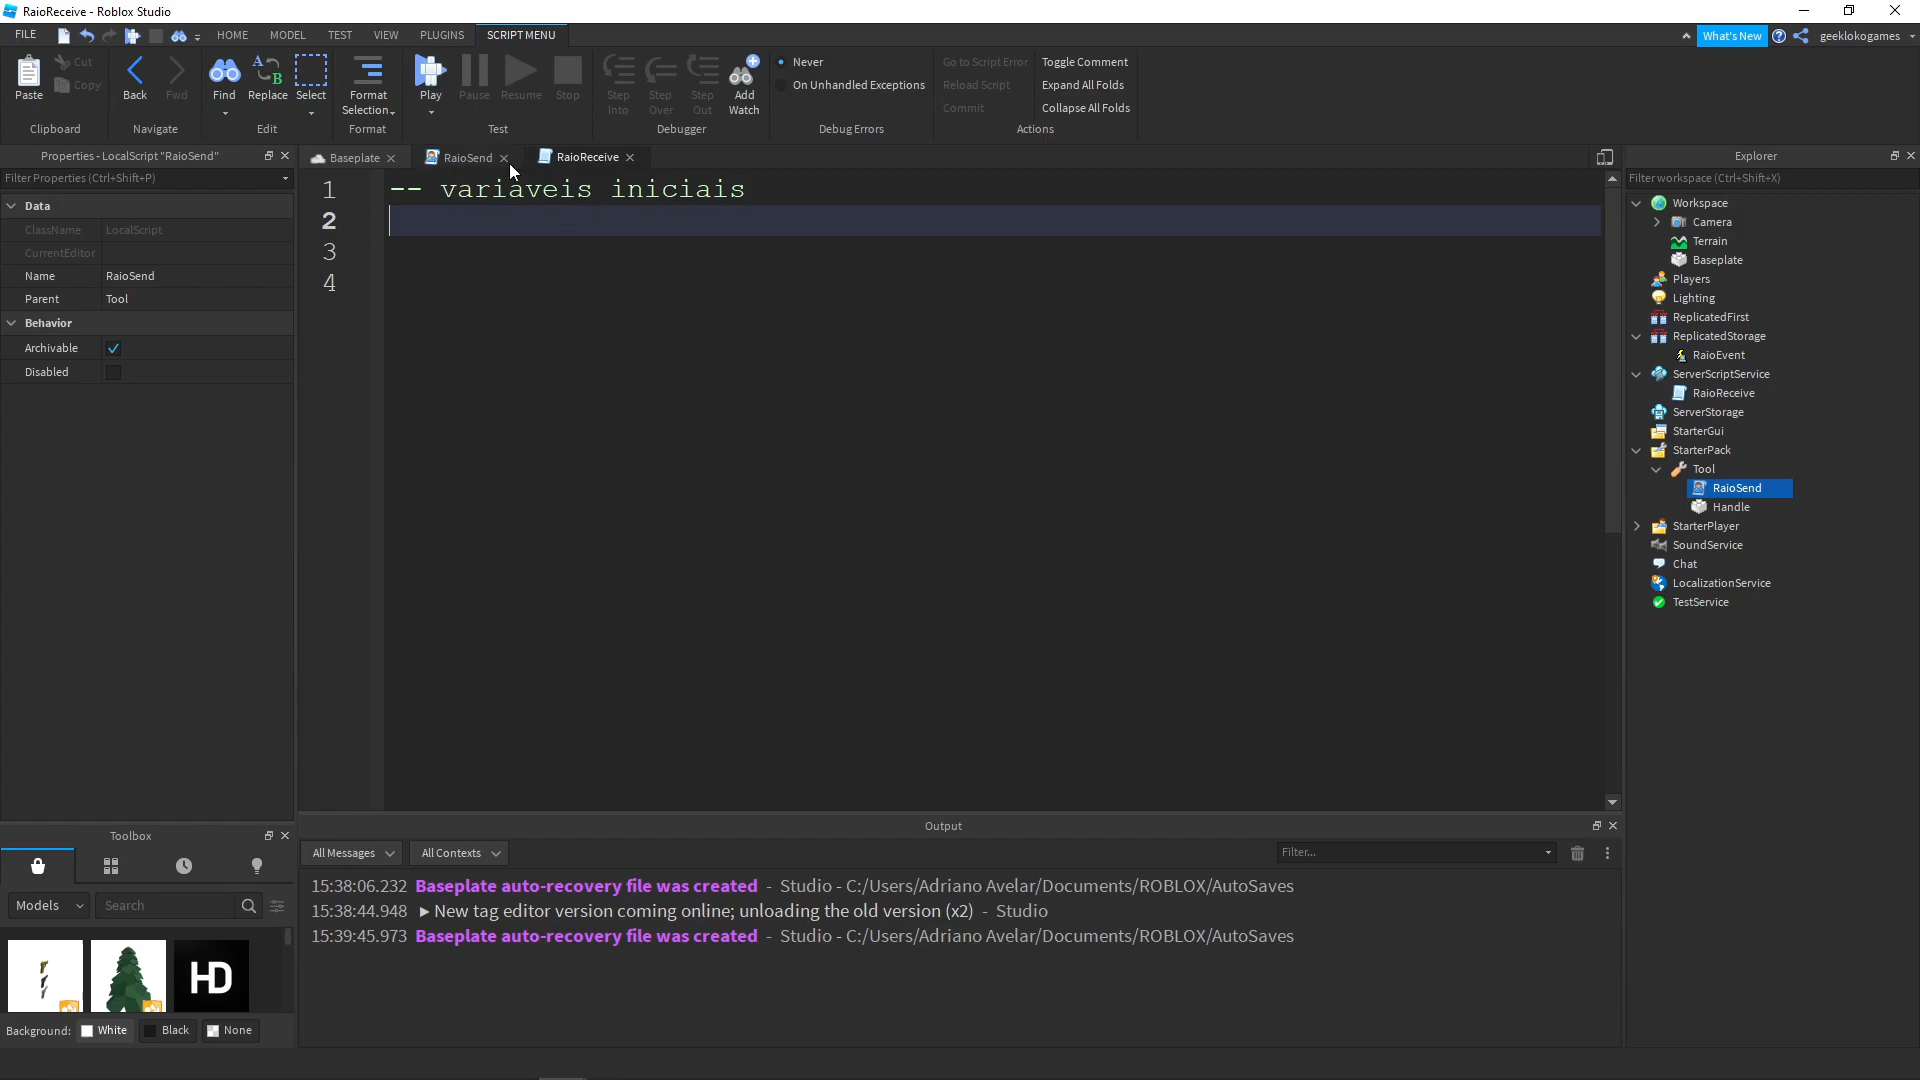 RaioReceive - Roblox Studio
FILE HOME MODEL TEST VIEW PLUGINS SCRIPT MENU What's New geeklokogames
Paste Cut Copy Clipboard
Back Fwd Navigate
Find Replace Select Edit
Format Selection Format
Play Pause Resume Stop Test
Step Into Step Over Step Out Add Watch Debugger
Never
On Unhandled Exceptions
Debug Errors
Go to Script Error Toggle Comment
Reload Script Expand All Folds
Commit Collapse All Folds
Actions
Properties - LocalScript "RaioSend"
Filter Properties (Ctrl+Shift+P)
Data
ClassName LocalScript
CurrentEditor
Name RaioSend
Parent Tool
Behavior
Archivable
Disabled
Baseplate RaioSend RaioReceive
1 -- variaveis iniciais
2
3
4
Explorer
Filter workspace (Ctrl+Shift+X)
Workspace
Camera
Terrain
Baseplate
Players
Lighting
ReplicatedFirst
ReplicatedStorage
RaioEvent
ServerScriptService
RaioReceive
ServerStorage
StarterGui
StarterPack
Tool
RaioSend
Handle
StarterPlayer
SoundService
Chat
LocalizationService
TestService
Toolbox
Models Search
HD
Background: White Black None
Output
All Messages All Contexts Filter...
15:38:06.232 Baseplate auto-recovery file was created - Studio - C:/Users/Adriano Avelar/Documents/ROBLOX/AutoSaves
15:38:44.948 ▶ New tag editor version coming online; unloading the old version (x2) - Studio
15:39:45.973 Baseplate auto-recovery file was created - Studio - C:/Users/Adriano Avelar/Documents/ROBLOX/AutoSaves